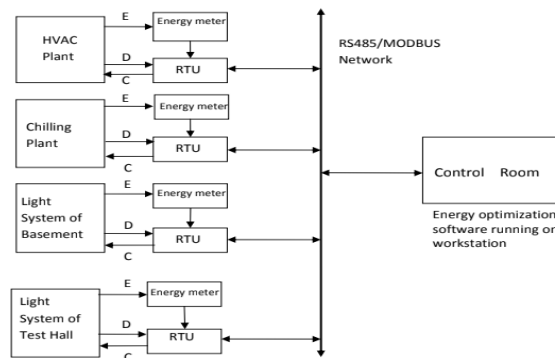 E
Energy meter
HVAC
Plant
D
RTU
C
RS485/MODBUS
Network
E
Energy meter
Chilling
Plant
D
RTU
C
Control Room
Energy optimization
software running on
workstation
E
Energy meter
Light
System of
Basement
D
RTU
C
E
Energy meter
Light
System of
Test Hall
D
RTU
C